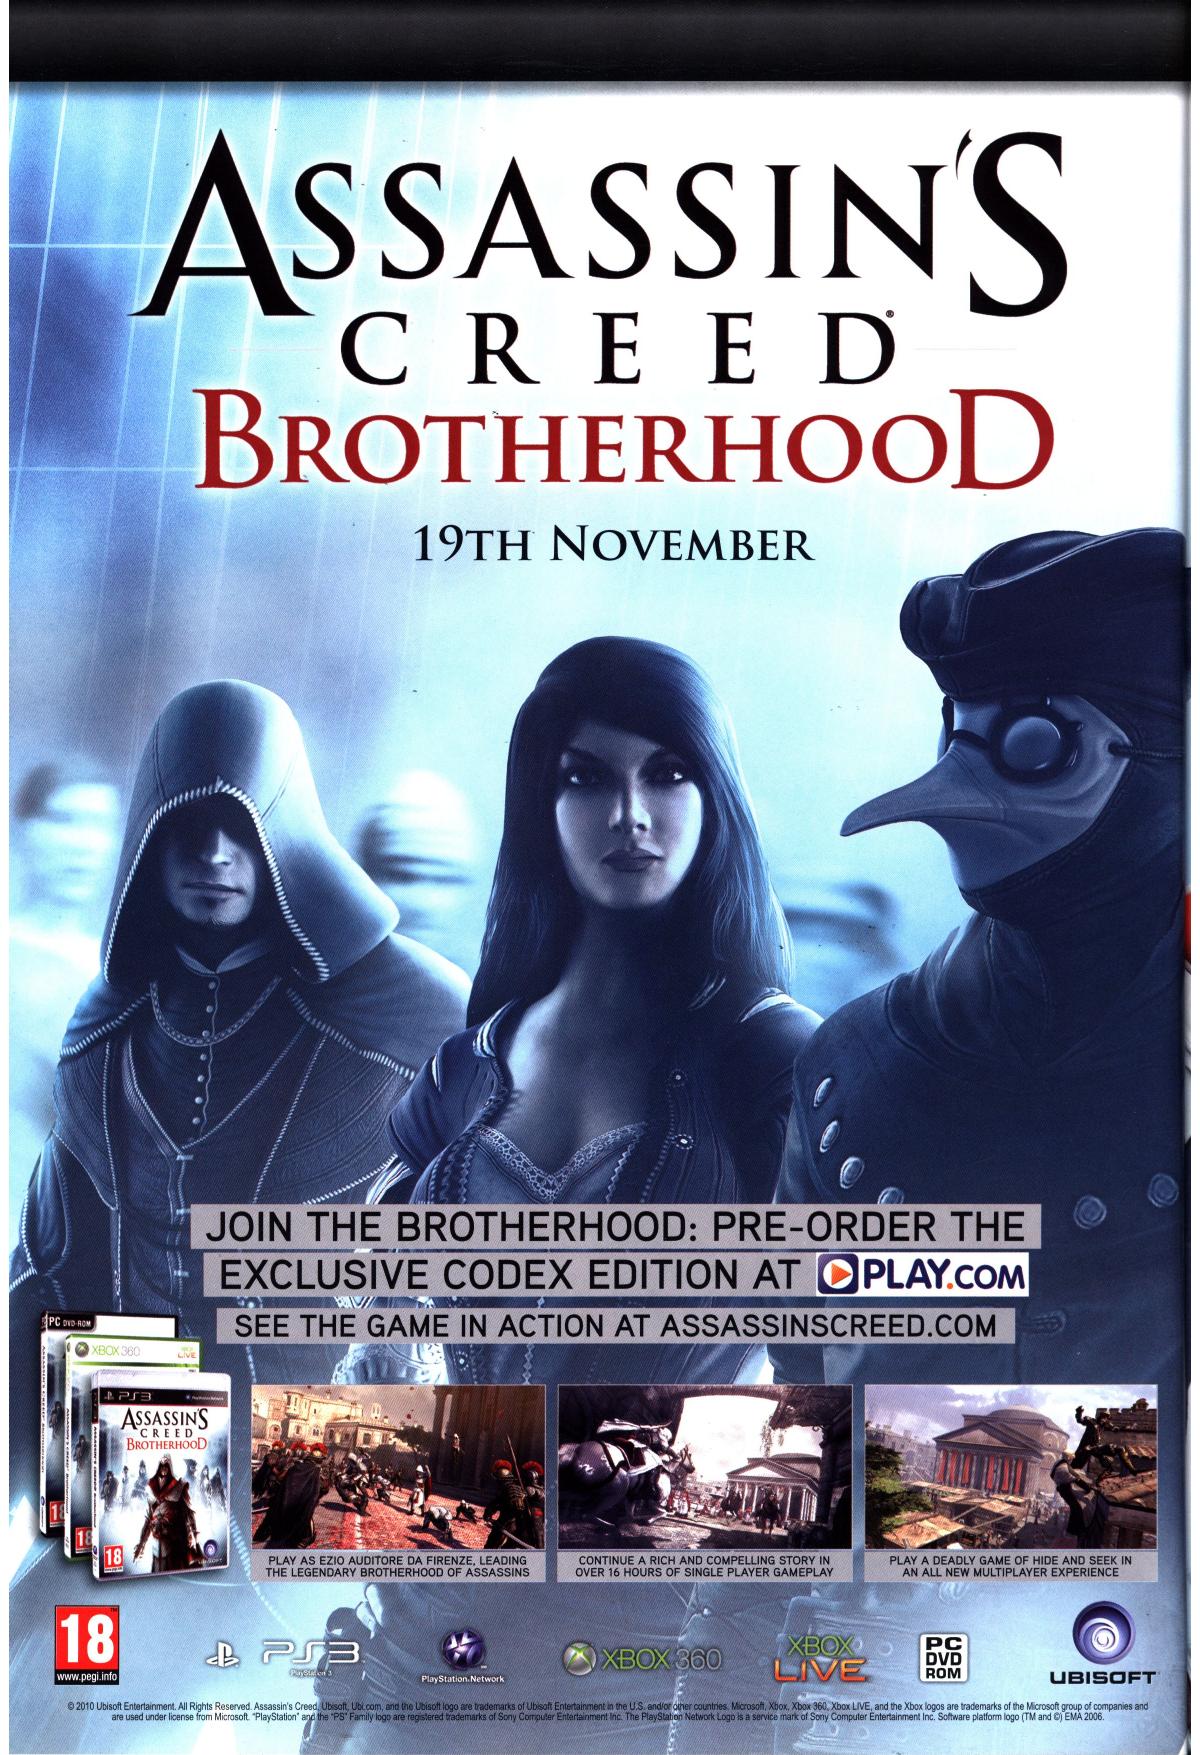 ASSASSIN'S
CREED®
BROTHERHOOD
19TH NOVEMBER
JOIN THE BROTHERHOOD: PRE-ORDER THE
EXCLUSIVE CODEX EDITION AT PLAY.COM
SEE THE GAME IN ACTION AT ASSASSINSCREED.COM
PC DVD-ROM
XBOX 360 XBOX LIVE
PS3 PlayStation Network
ASSASSIN'S
CREED
BROTHERHOOD
18
18
18
UBISOFT
PLAY AS EZIO AUDITORE DA FIRENZE, LEADING
THE LEGENDARY BROTHERHOOD OF ASSASSINS
CONTINUE A RICH AND COMPELLING STORY IN
OVER 16 HOURS OF SINGLE PLAYER GAMEPLAY
PLAY A DEADLY GAME OF HIDE AND SEEK IN
AN ALL NEW MULTIPLAYER EXPERIENCE
18
www.pegi.info
PS3
PlayStation 3
PlayStation Network
XBOX 360
XBOX
LIVE
PC
DVD
ROM
UBISOFT
© 2010 Ubisoft Entertainment. All Rights Reserved. Assassin's Creed, Ubisoft, Ubi.com, and the Ubisoft logo are trademarks of Ubisoft Entertainment in the U.S. and/or other countries. Microsoft, Xbox, Xbox 360, Xbox LIVE, and the Xbox logos are trademarks of the Microsoft group of companies and
are used under license from Microsoft. "PlayStation" and the "PS" Family logo are registered trademarks of Sony Computer Entertainment Inc. The PlayStation Network Logo is a service mark of Sony Computer Entertainment Inc. Software platform logo (TM and ©) EMA 2006.